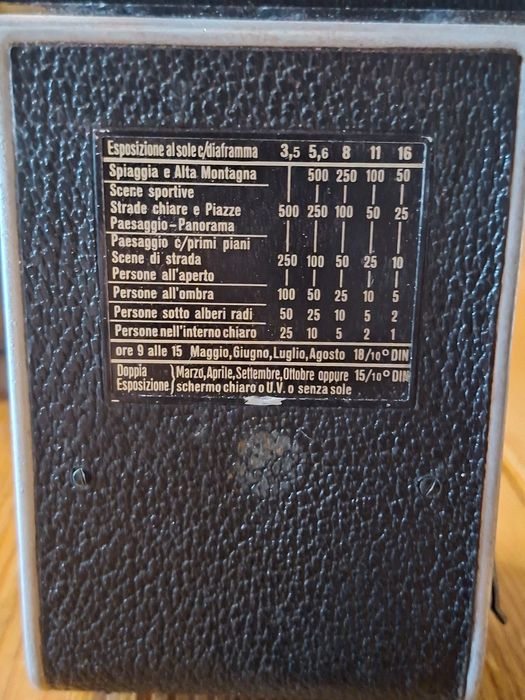 Esposizione al sole c/diaframma 3,5 5,6 8 11 16
Spiaggia e Alta Montagna 500 250 100 50
Scene sportive
Strade chiare e Piazze 500 250 100 50 25
Paesaggio-Panorama
Paesaggio c/primi piani
Scene di strada 250 100 50 25 10
Persone all'aperto
Persone all'ombra 100 50 25 10 5
Persone sotto alberi radi 50 25 10 5 2
Persone nell'interno chiaro 25 10 5 2 1
ore 9 alle 15 Maggio, Giugno, Luglio, Agosto 18/10° DIN
Doppia Marzo, Aprile, Settembre, Ottobre oppure 15/10° DIN
Esposizione schermo chiaro o U.V. o senza sole